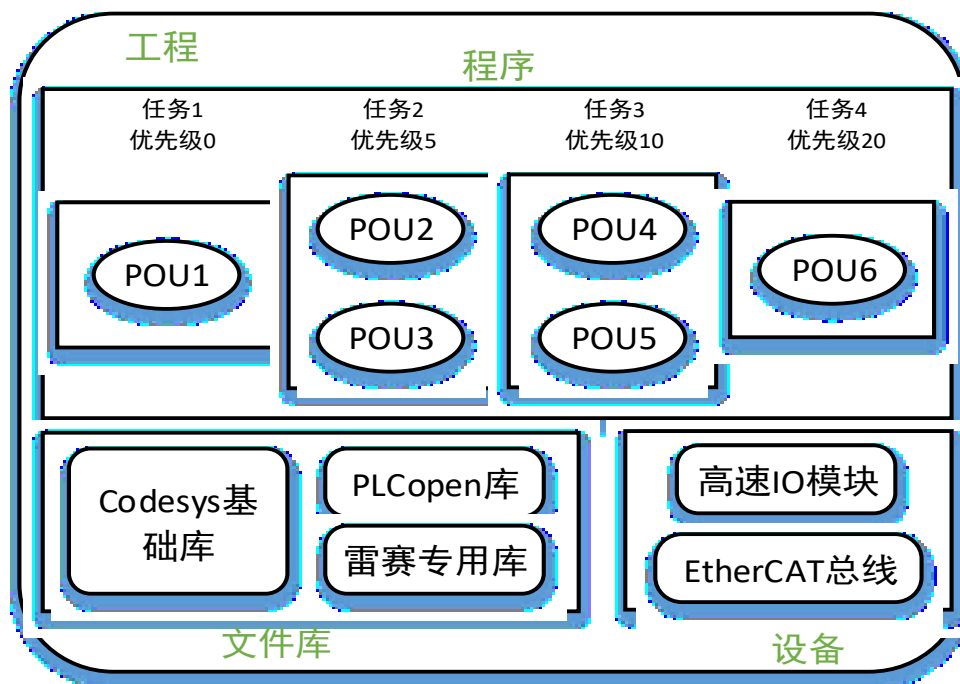 工程
程序
任务1
优先级0
任务2
优先级5
任务3
优先级10
任务4
优先级20
POU1
POU2
POU3
POU4
POU5
POU6
Codesys基
础库
PLCopen库
雷赛专用库
高速IO模块
EtherCAT总线
文件库
设备